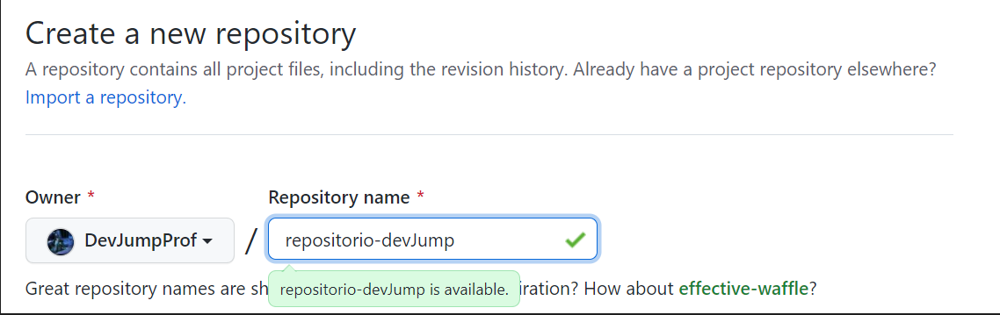 Create a new repository
A repository contains all project files, including the revision history. Already have a project repository elsewhere?
Import a repository.
Owner *
Repository name *
DevJumpProf
/
repositorio-devJump
Great repository names are sh
repositorio-devJump is available.
iration? How about effective-waffle?